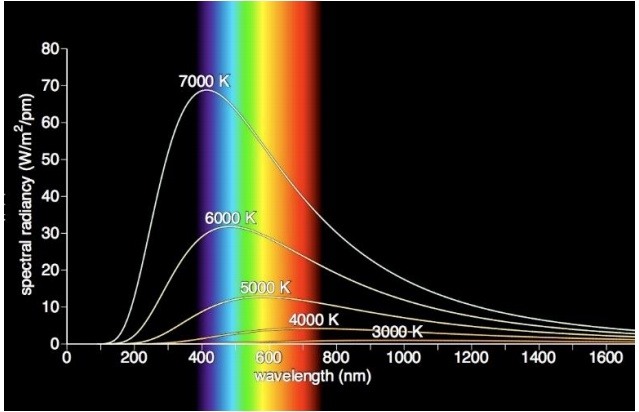 80
70
60
50
40
30
20
10
0
spectral radiancy (W/m²/pm)
7000 K
6000 K
5000 K
4000 K
3000 K
0 200 400 600 800 1000 1200 1400 1600
wavelength (nm)